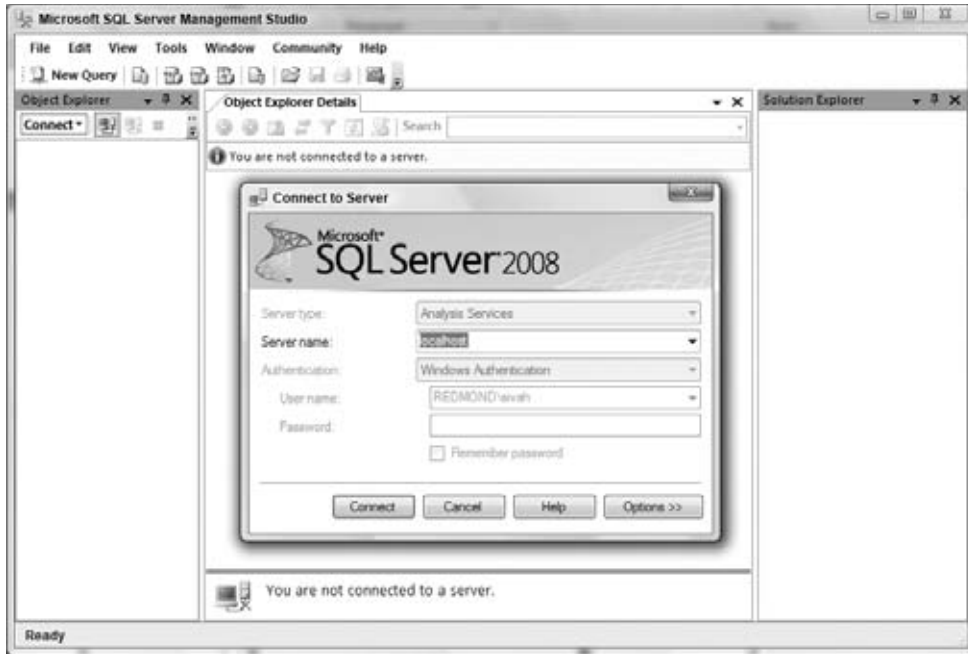 Microsoft SQL Server Management Studio
File Edit View Tools Window Community Help
New Query
Object Explorer
Object Explorer Details
Solution Explorer
Connect
Search
You are not connected to a server.
Connect to Server
Microsoft
SQL Server 2008
Server type: Analysis Services
Server name: localhost
Authentication: Windows Authentication
User name:
Password:
Remember password
Connect Cancel Help Options >>
You are not connected to a server.
Ready